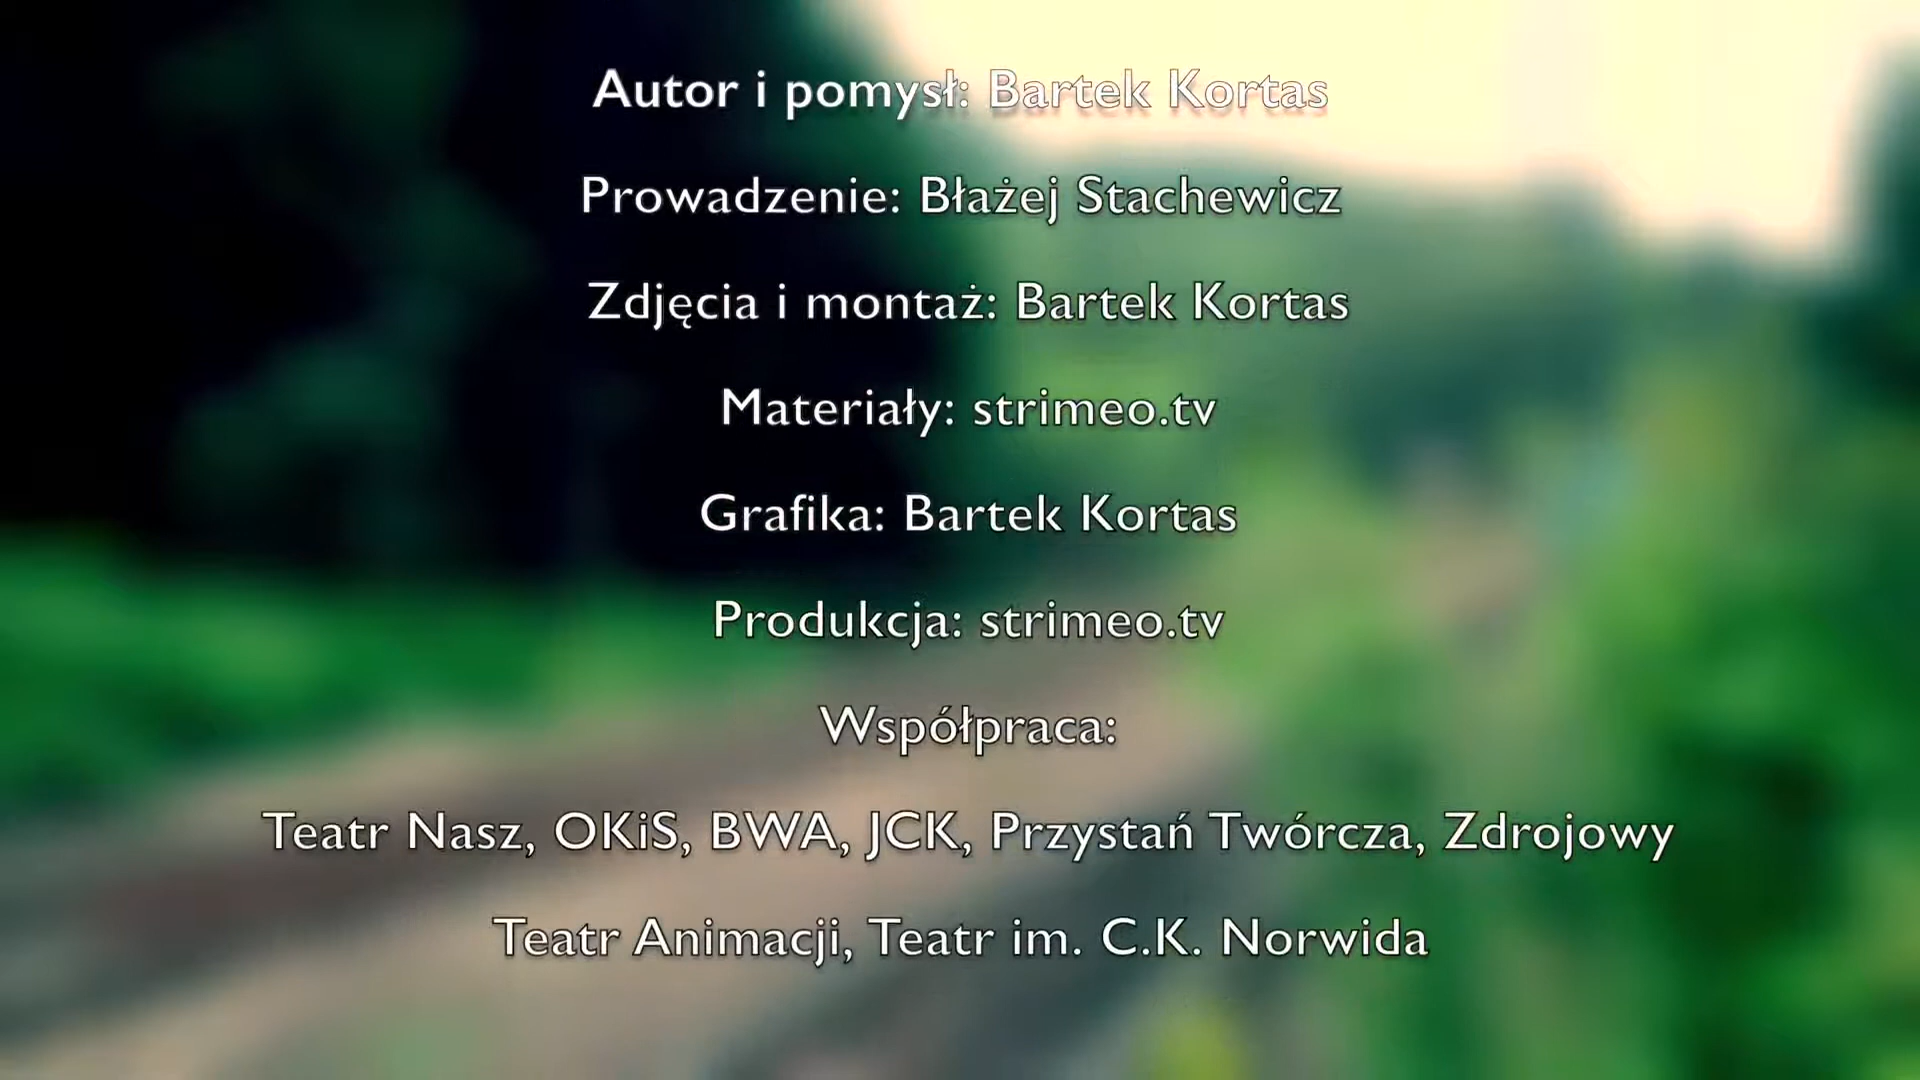 Autor i pomysł: Bartek Kortas
Prowadzenie: Błażej Stachewicz
Zdjęcia i montaż: Bartek Kortas
Materiały: strimeo.tv
Grafika: Bartek Kortas
Produkcja: strimeo.tv
Współpraca:
Teatr Nasz, OKiS, BWA, JCK, Przystań Twórcza, Zdrojowy
Teatr Animacji, Teatr im. C.K. Norwida